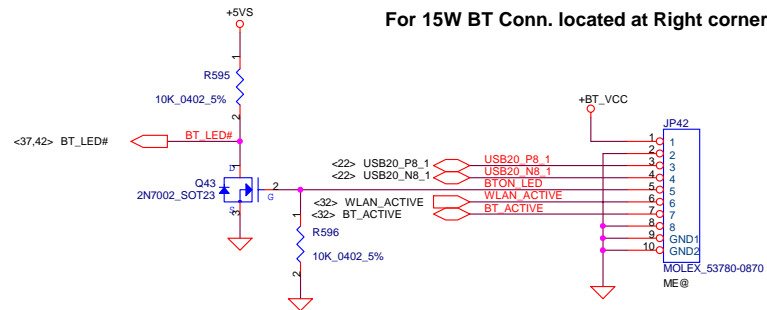 For 15W BT Conn. located at Right corner
+5VS
1
R595
10K_0402_5%
2
+BT_VCC
JP42
<37,42> BT_LED#
BT_LED#
1 1
2 2
<22> USB20_P8_1
USB20_P8_1
3 3
<22> USB20_N8_1
USB20_N8_1
4 4
BTON_LED
5 5
<32> WLAN_ACTIVE
WLAN_ACTIVE
6 6
<32> BT_ACTIVE
BT_ACTIVE
7 7
8 8
9 GND1
10 GND2
MOLEX_53780-0870
ME@
1
D
Q43
2N7002_SOT23
2
G
S
3
1
R596
10K_0402_5%
2